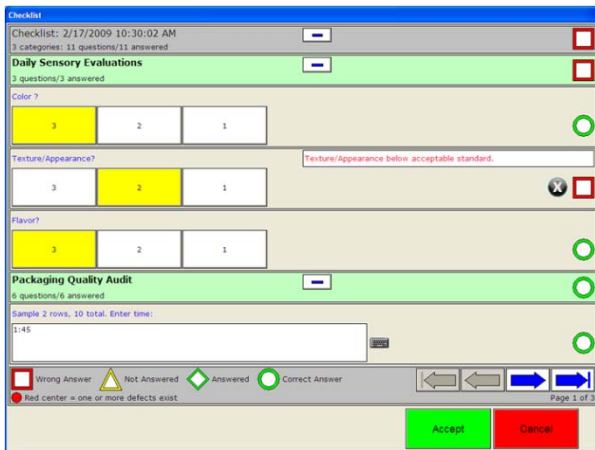 Checklist
Checklist: 2/17/2009 10:30:02 AM
3 categories: 11 questions/11 answered
Daily Sensory Evaluations
3 questions/3 answered
Color ?
3 2 1
Texture/Appearance?
Texture/Appearance below acceptable standard.
3 2 1
X
Flavor?
3 2 1
Packaging Quality Audit
6 questions/6 answered
Sample 2 rows, 10 total. Enter time:
1:45
Wrong Answer Not Answered Answered Correct Answer
Red center = one or more defects exist
Page 1 of 3
Accept Cancel